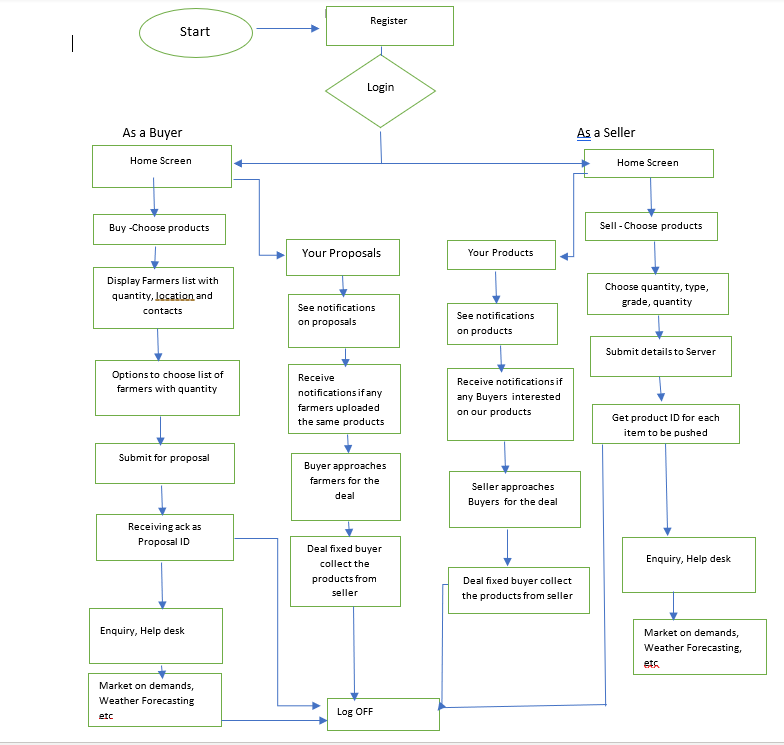 Start
Register
Login
As a Buyer
As a Seller
Home Screen
Home Screen
Buy -Choose products
Display Farmers list with
quantity, location and
contacts
Options to choose list of
farmers with quantity
Submit for proposal
Receiving ack as
Proposal ID
Enquiry, Help desk
Market on demands,
Weather Forecasting
etc
Your Proposals
See notifications
on proposals
Receive
notifications if any
farmers uploaded
the same products
Buyer approaches
farmers for the
deal
Deal fixed buyer
collect the
products from
seller
Your Products
See notifications
on products
Receive notifications if
any Buyers interested
on our products
Seller approaches
Buyers for the deal
Deal fixed buyer collect
the products from seller
Sell - Choose products
Choose quantity, type,
grade, quantity
Submit details to Server
Get product ID for each
item to be pushed
Enquiry, Help desk
Market on demands,
Weather Forecasting,
etc
Log OFF